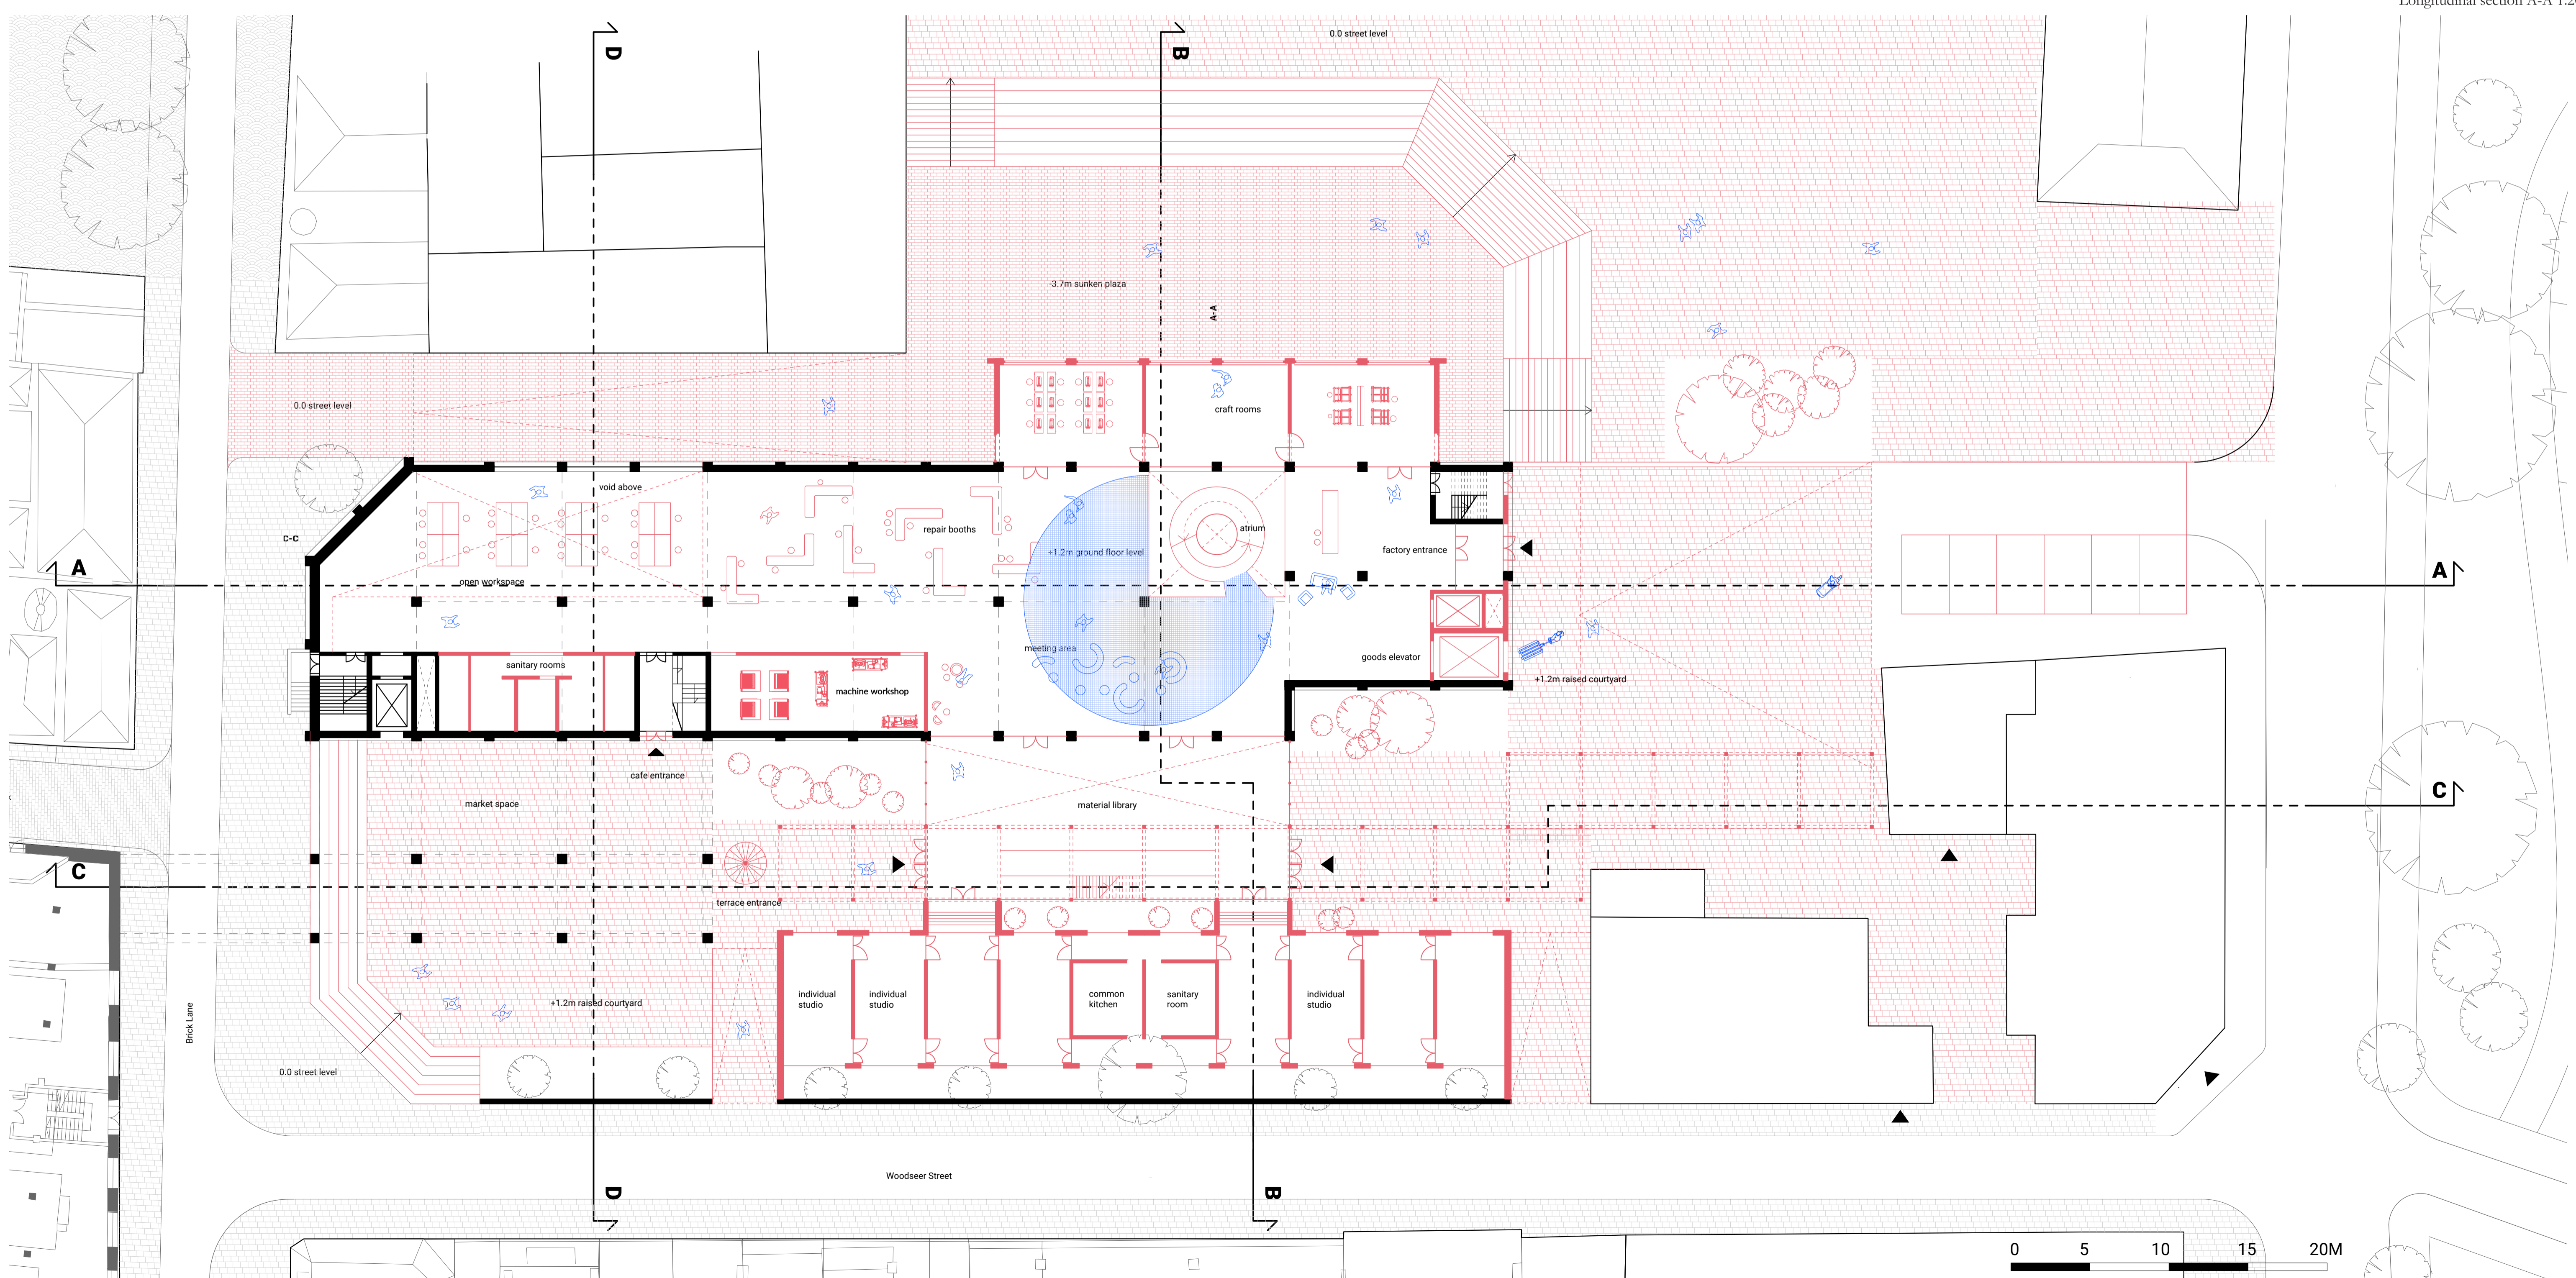 Longitudinal section A-A 1:20
0.0 street level
D
B
-3.7m sunken plaza
A-A
0.0 street level
craft rooms
void above
repair booths
atrium
C-C
+1.2m ground floor level
factory entrance
A
A
open workspace
meeting area
goods elevator
sanitary rooms
machine workshop
+1.2m raised courtyard
cafe entrance
market space
material library
C
C
terrace entrance
individual
studio
individual
studio
common
kitchen
sanitary
room
individual
studio
+1.2m raised courtyard
Brick Lane
0.0 street level
Woodseer Street
D
B
0 5 10 15 20M